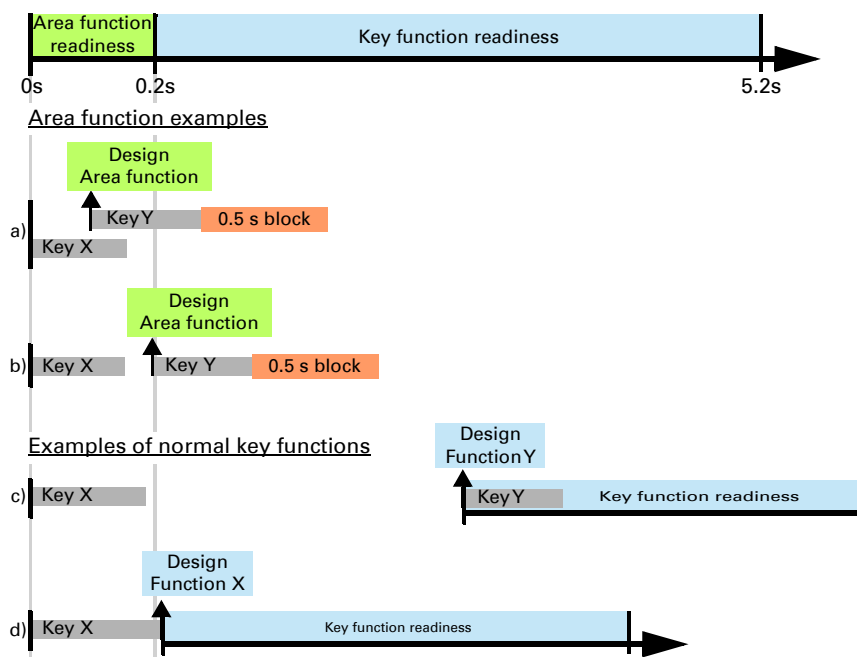 Area function
readiness
Key function readiness
0s
0.2s
5.2s
Area function examples
Design
Area function
a)
Key Y
0.5 s block
Key X
Design
Area function
b)
Key X
Key Y
0.5 s block
Examples of normal key functions
Design
Function Y
c)
Key X
Key Y
Key function readiness
Design
Function X
d)
Key X
Key function readiness